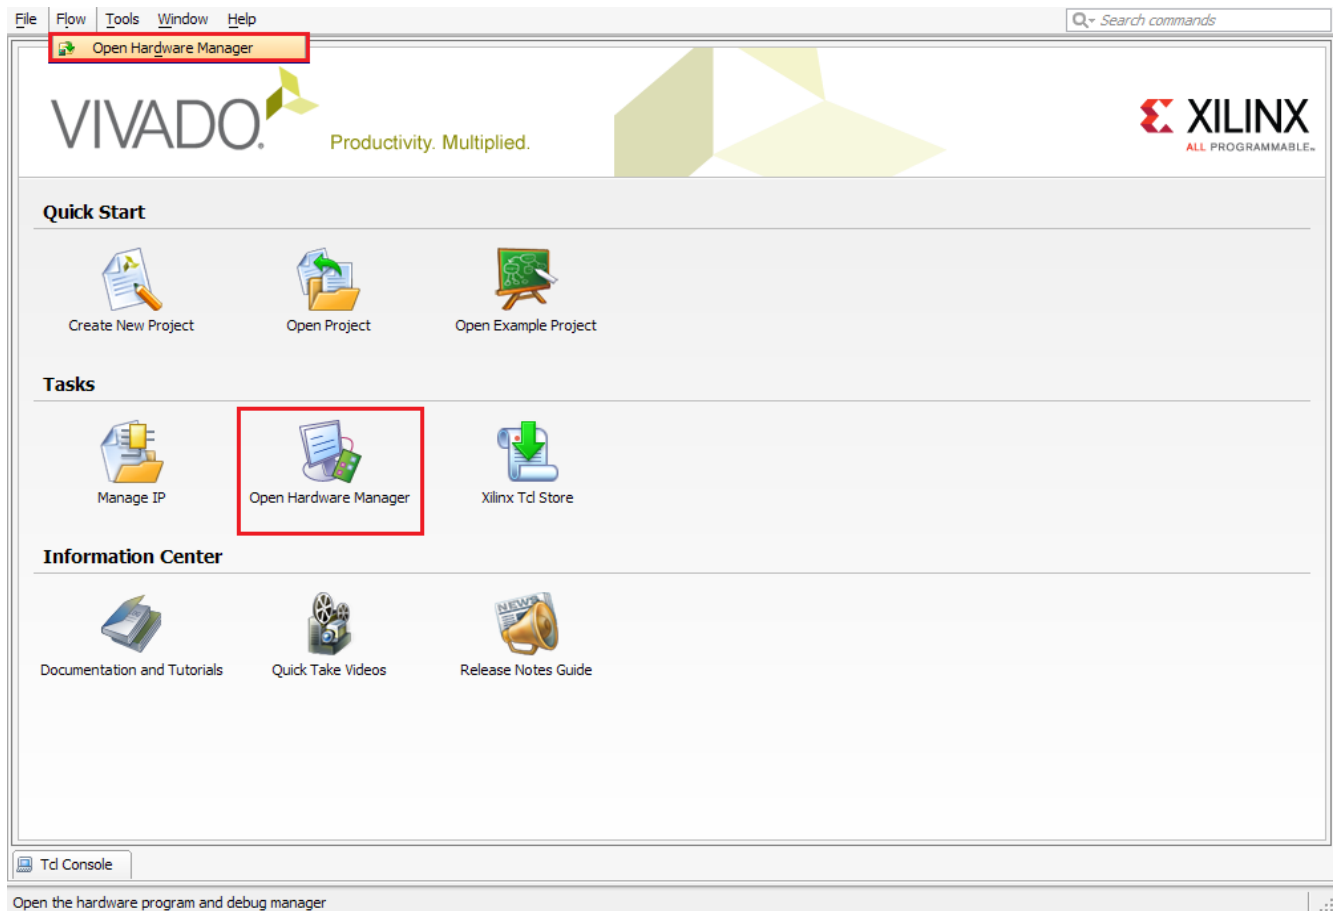 File Flow Tools Window Help
Search commands
Open Hardware Manager
VIVADO.
Productivity. Multiplied.
XILINX
ALL PROGRAMMABLE™
Quick Start
Create New Project
Open Project
Open Example Project
Tasks
Manage IP
Open Hardware Manager
Xilinx Tcl Store
Information Center
NEWS
Documentation and Tutorials
Quick Take Videos
Release Notes Guide
Tcl Console
Open the hardware program and debug manager